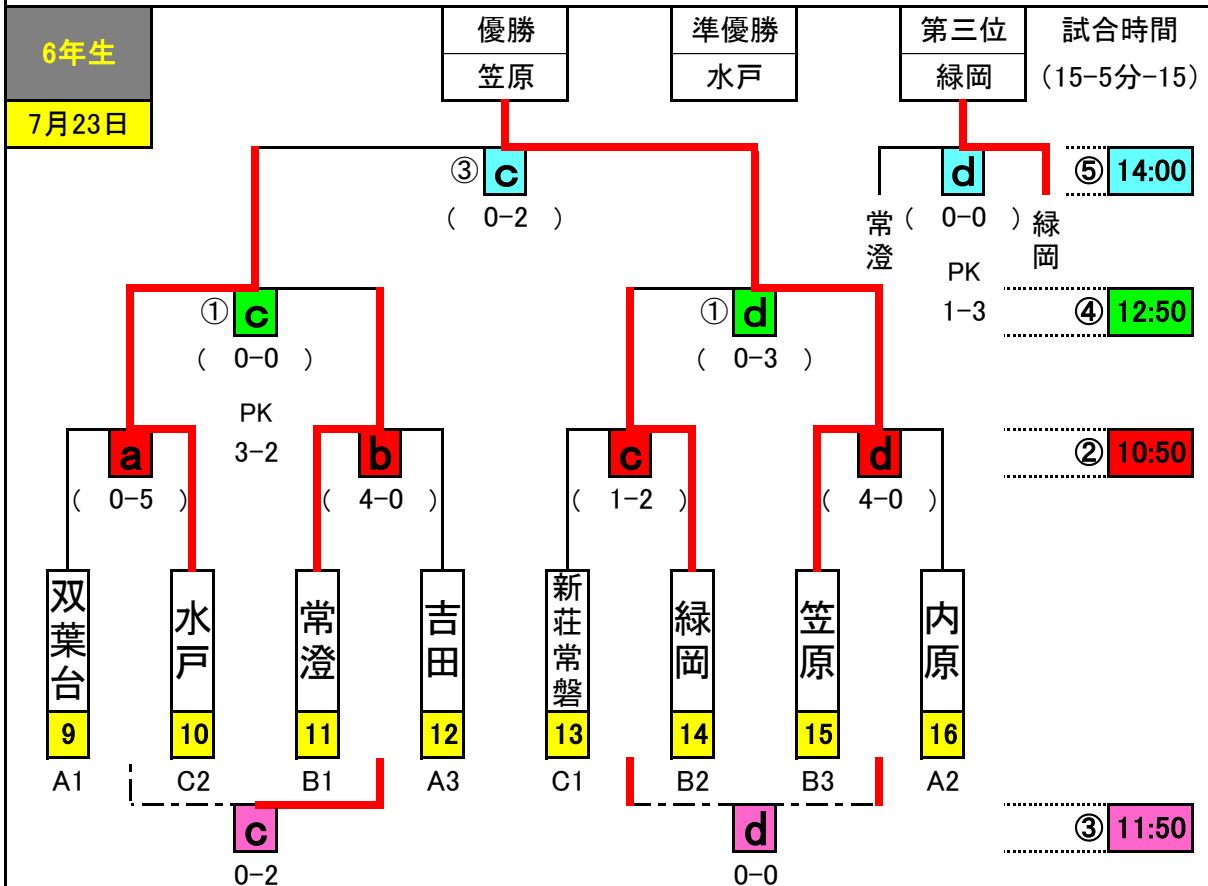 6年生
優勝
準優勝
第三位
試合時間
笠原
水戸
緑岡
(15-5分-15)
7月23日
③ c
d
⑤ 14:00
( 0-2 )
常澄
( 0-0 )
緑岡
PK
1-3
① c
① d
④ 12:50
( 0-0 )
( 0-3 )
PK
3-2
a
b
c
d
② 10:50
( 0-5 )
( 4-0 )
( 1-2 )
( 4-0 )
双葉台
水戸
常澄
吉田
新荘常磐
緑岡
笠原
内原
9
10
11
12
13
14
15
16
A1
C2
B1
A3
C1
B2
B3
A2
c
d
③ 11:50
0-2
0-0